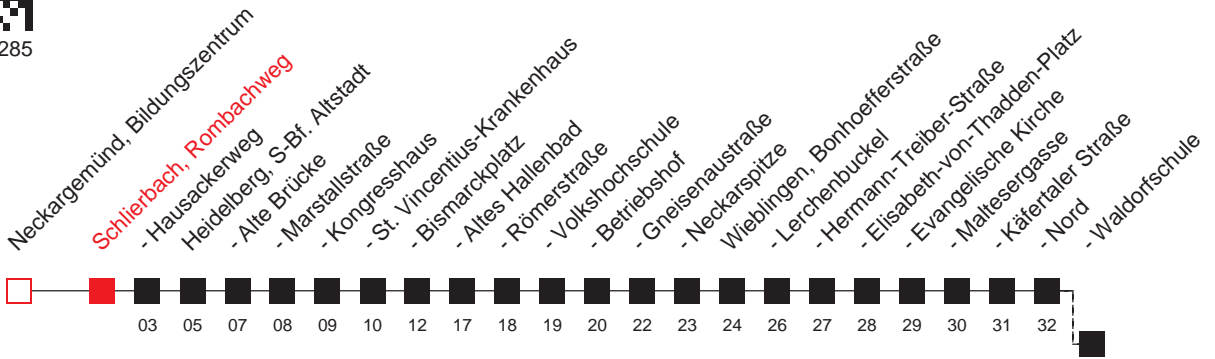 285
Neckargemünd, Bildungszentrum
Schlierbach, Rombachweg
- Hausackerweg
Heidelberg, S-Bf. Altstadt
- Alte Brücke
- Marstallstraße
- Kongresshaus
- St. Vincentius-Krankenhaus
- Bismarckplatz
- Altes Hallenbad
- Römerstraße
- Volkshochschule
- Betriebshof
- Gneisenaustraße
- Neckarspitze
Wieblingen, Bonhoefferstraße
- Lerchenbuckel
- Hermann-Treiber-Straße
- Elisabeth-von-Thadden-Platz
- Evangelische Kirche
- Maltesergasse
- Käfertaler Straße
- Nord
- Waldorfschule
03 05 07 08 09 10 12 17 18 19 20 22 23 24 26 27 28 29 30 31 32